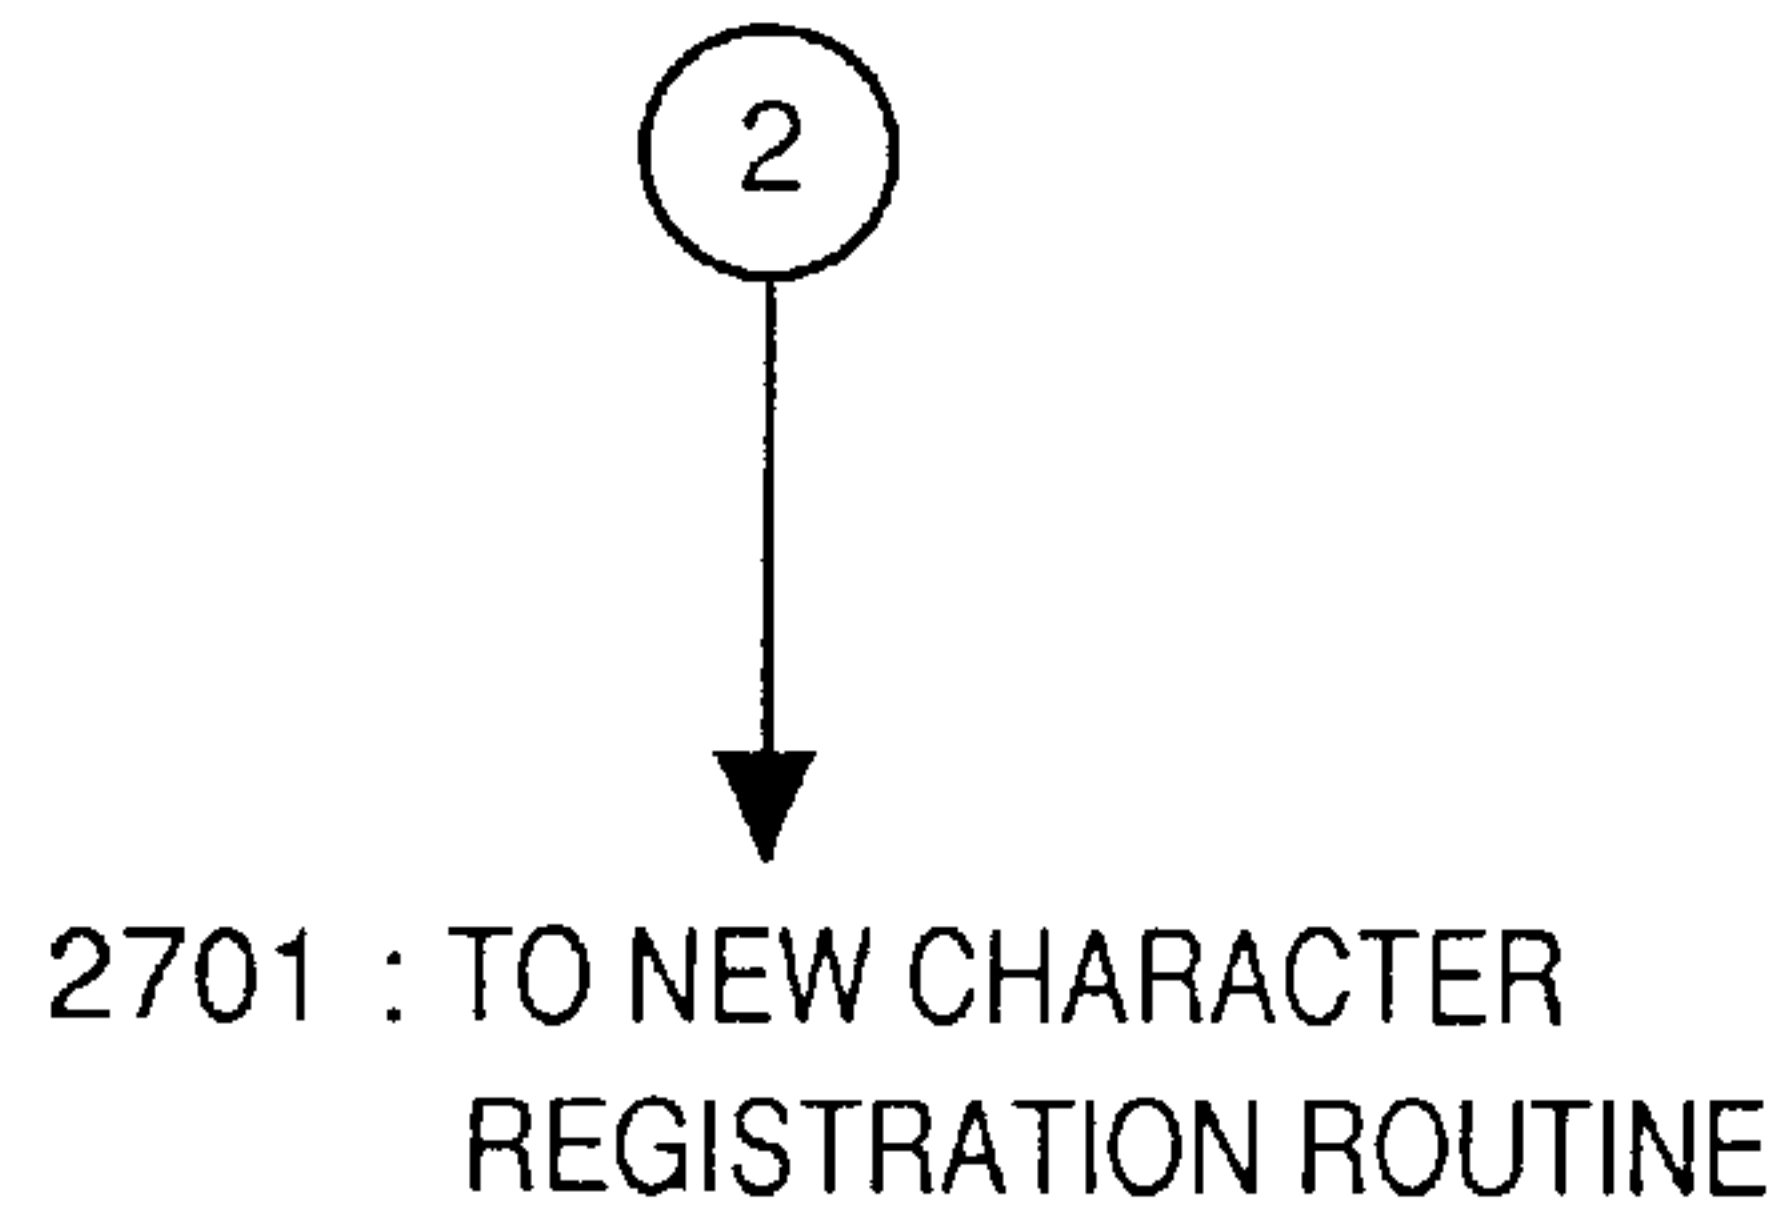 2
2701 : TO NEW CHARACTER
REGISTRATION ROUTINE